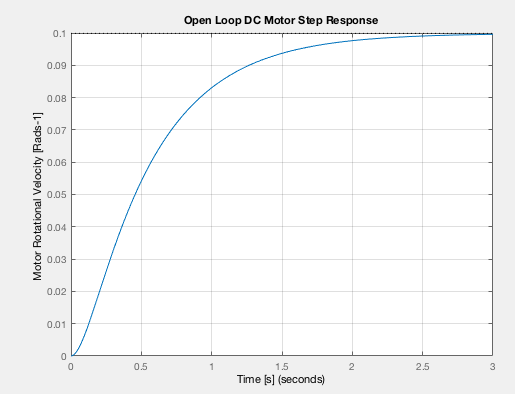 Open Loop DC Motor Step Response
0.1
0.09
0.08
0.07
0.06
0.05
0.04
0.03
0.02
0.01
0
Motor Rotational Velocity [Rads-1]
0 0.5 1 1.5 2 2.5 3
Time [s] (seconds)